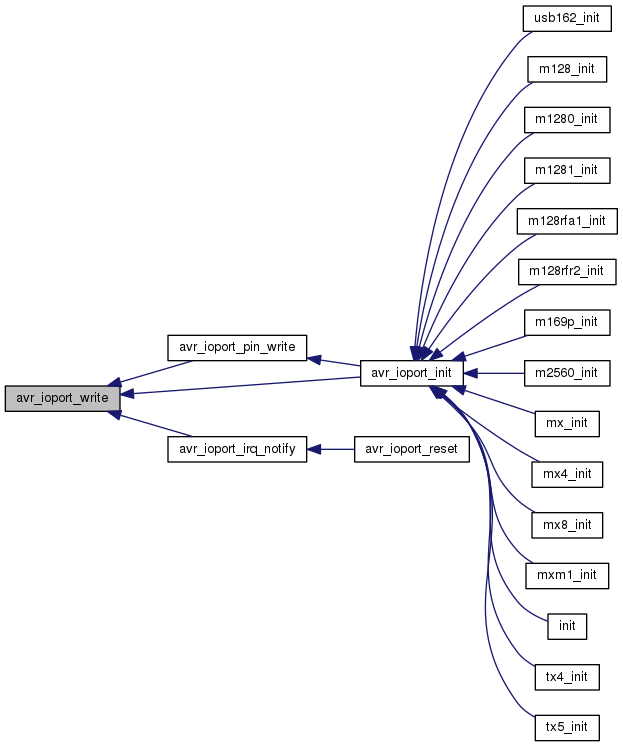 usb162_init
m128_init
m1280_init
m1281_init
m128rfa1_init
m128rfr2_init
m169p_init
avr_ioport_pin_write
avr_ioport_init
m2560_init
avr_ioport_write
mx_init
avr_ioport_irq_notify
avr_ioport_reset
mx4_init
mx8_init
mxm1_init
init
tx4_init
tx5_init